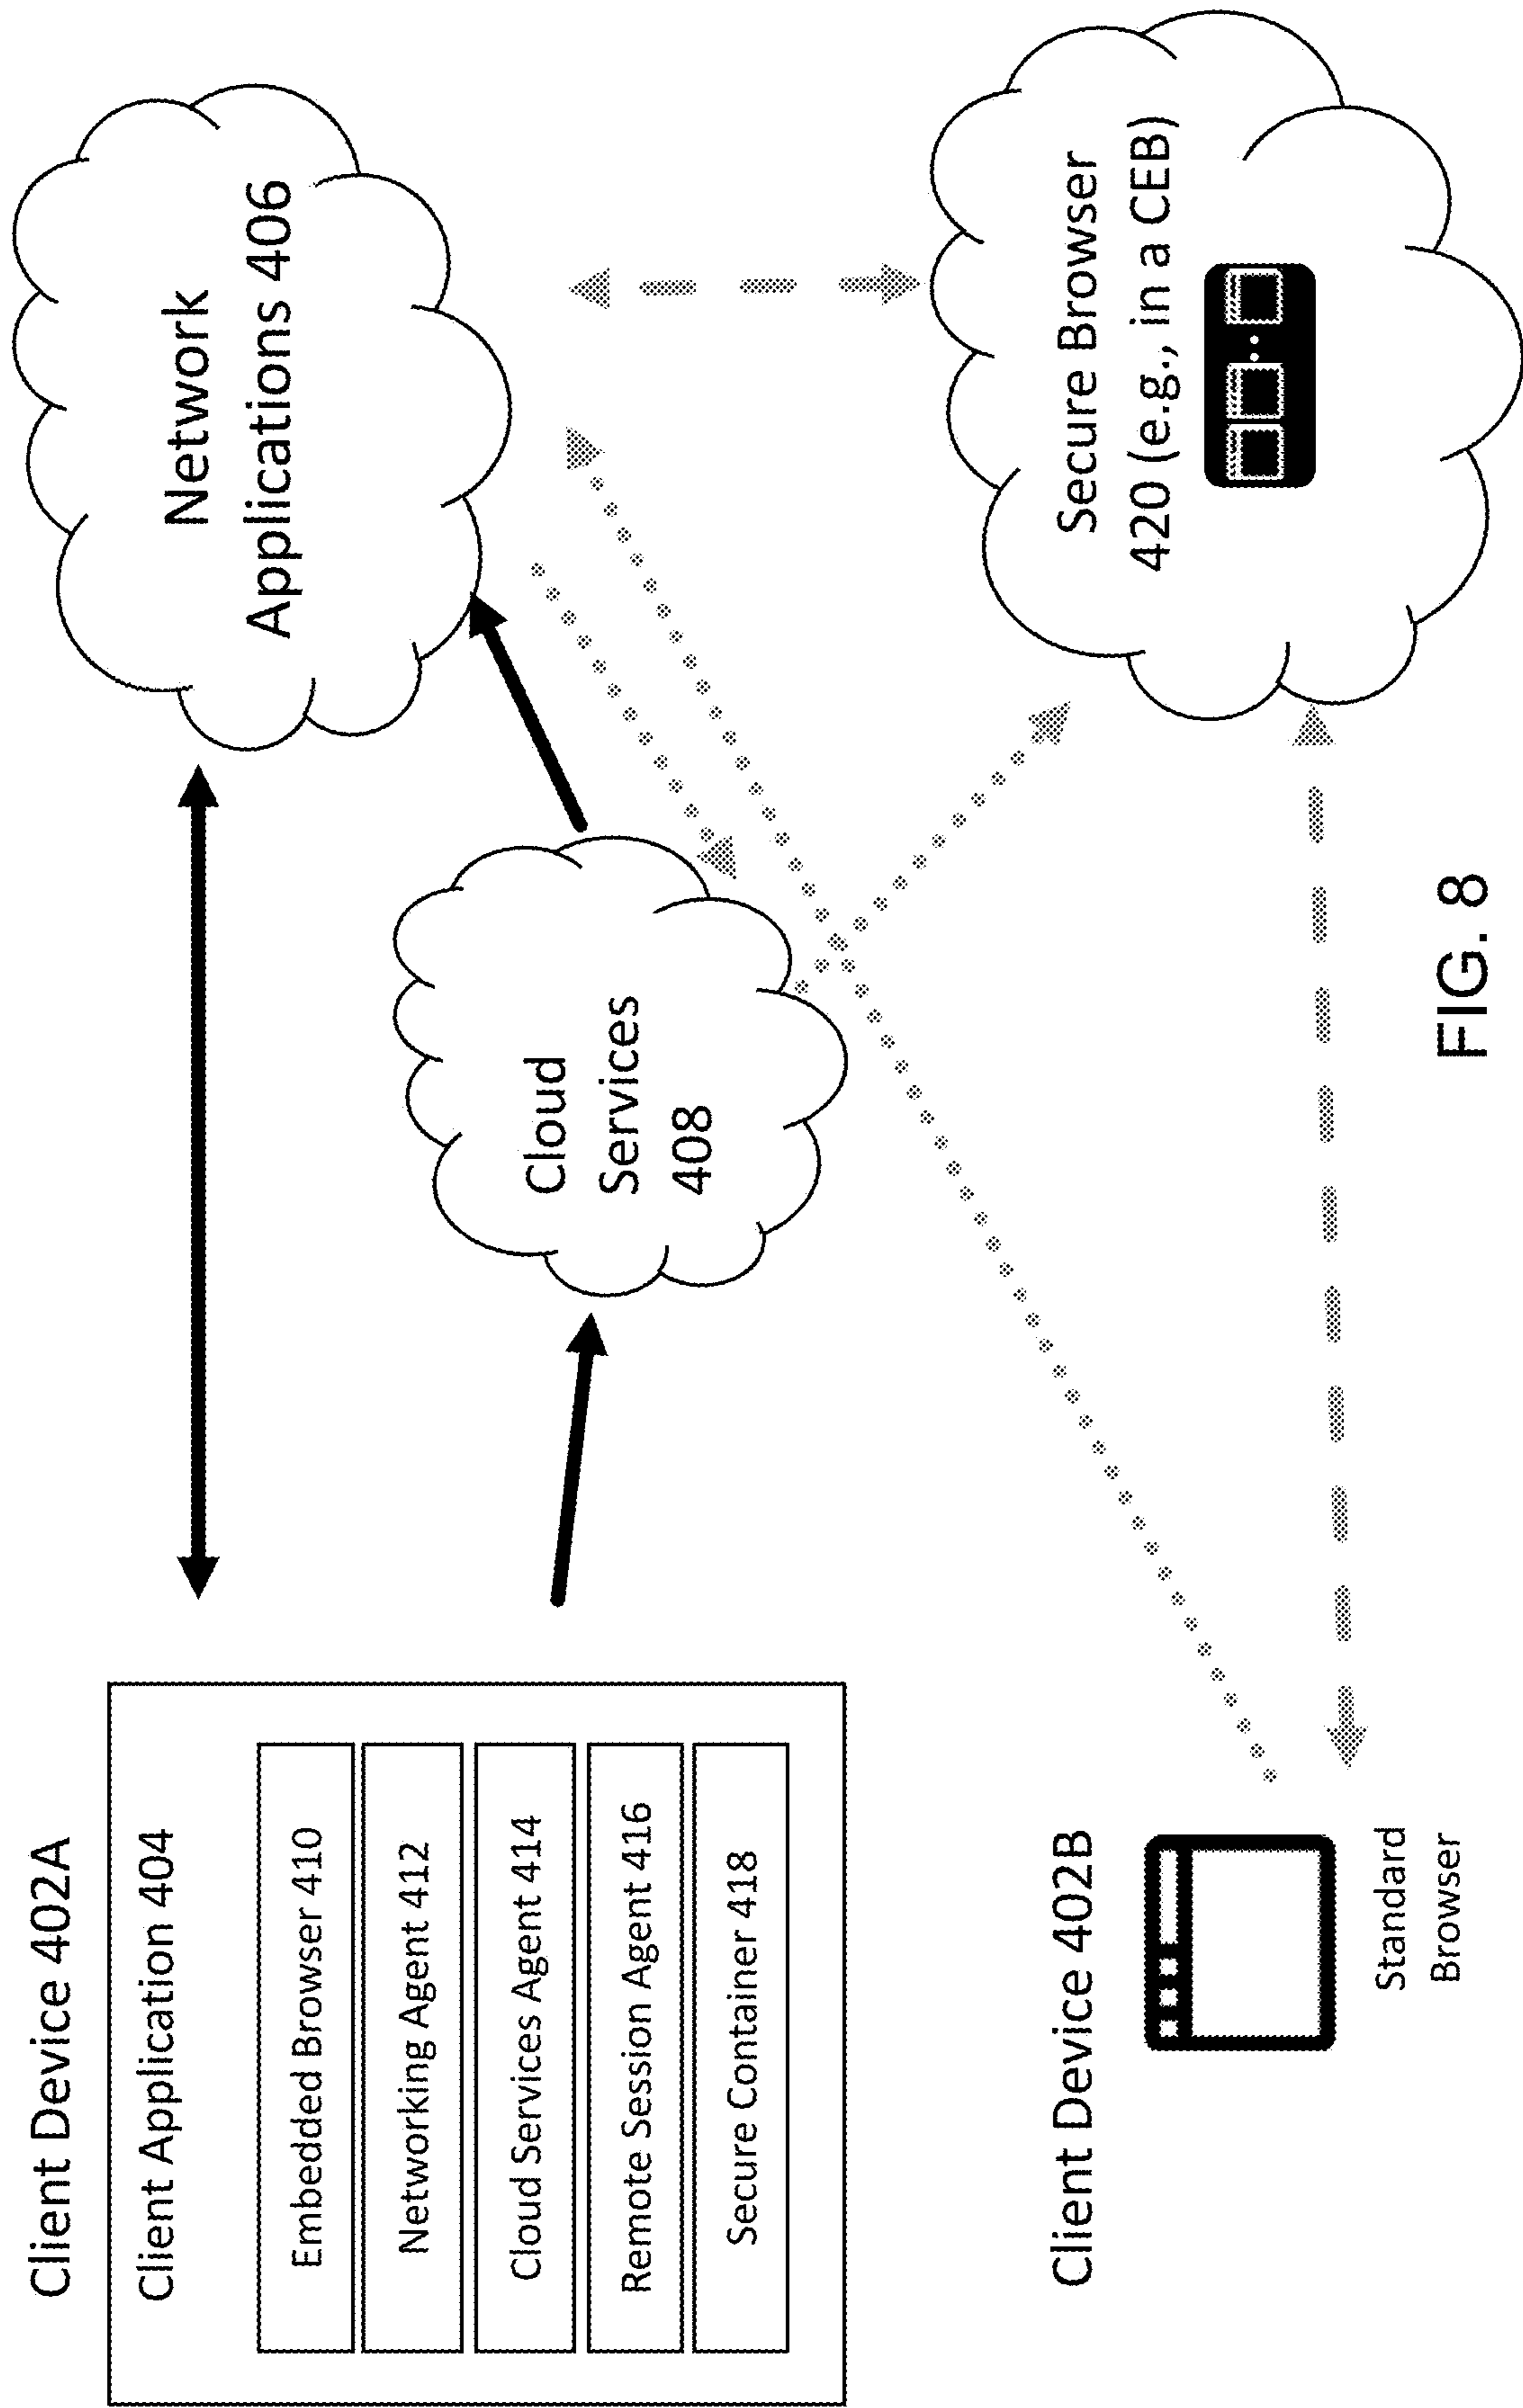 Client Device 402A
Client Application 404
Embedded Browser 410
Networking Agent 412
Cloud Services Agent 414
Remote Session Agent 416
Secure Container 418
Network
Applications 406
Cloud
Services
408
Client Device 402B
Standard
Browser
Secure Browser
420 (e.g., in a CEB)
FIG. 8